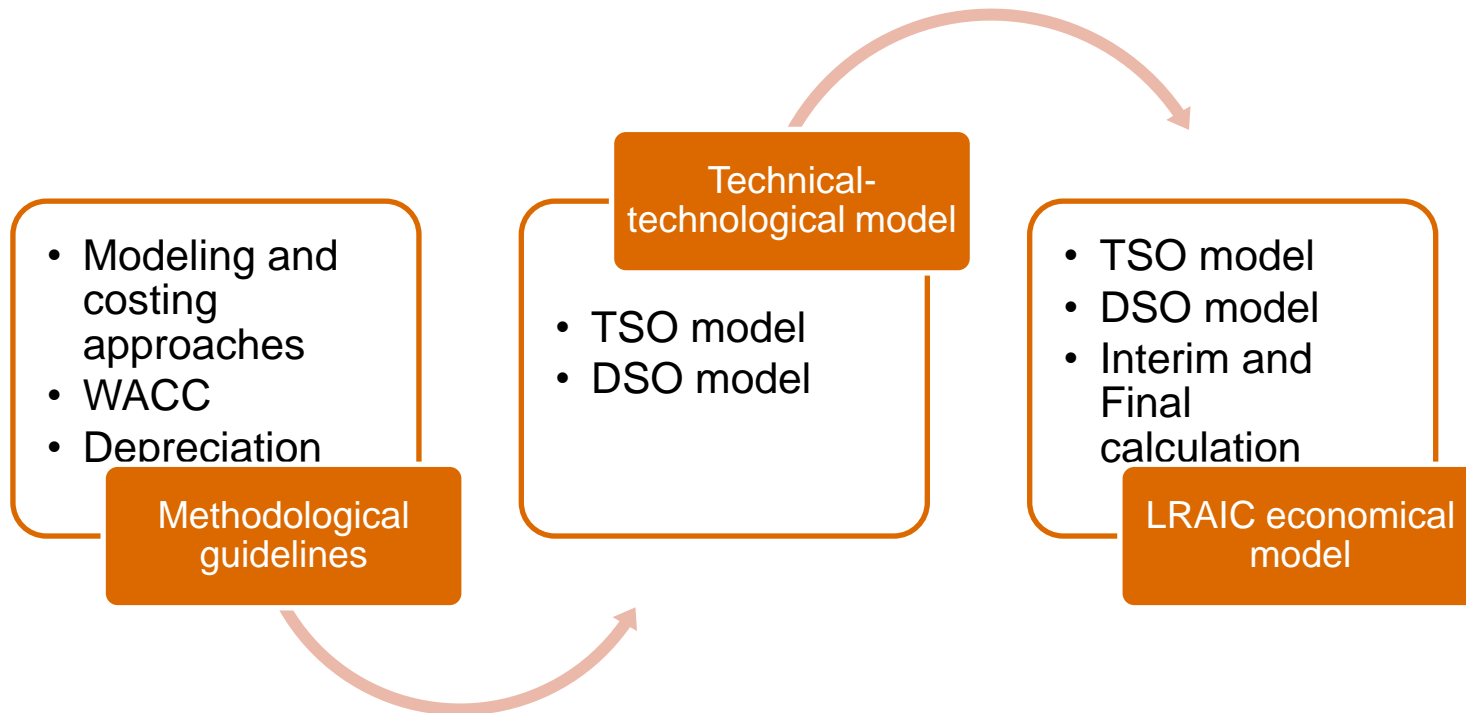 • Modeling and
costing
approaches
• WACC
• Depreciation
Methodological
guidelines
Technical-
technological model
• TSO model
• DSO model
• TSO model
• DSO model
• Interim and
Final
calculation
LRAIC economical
model